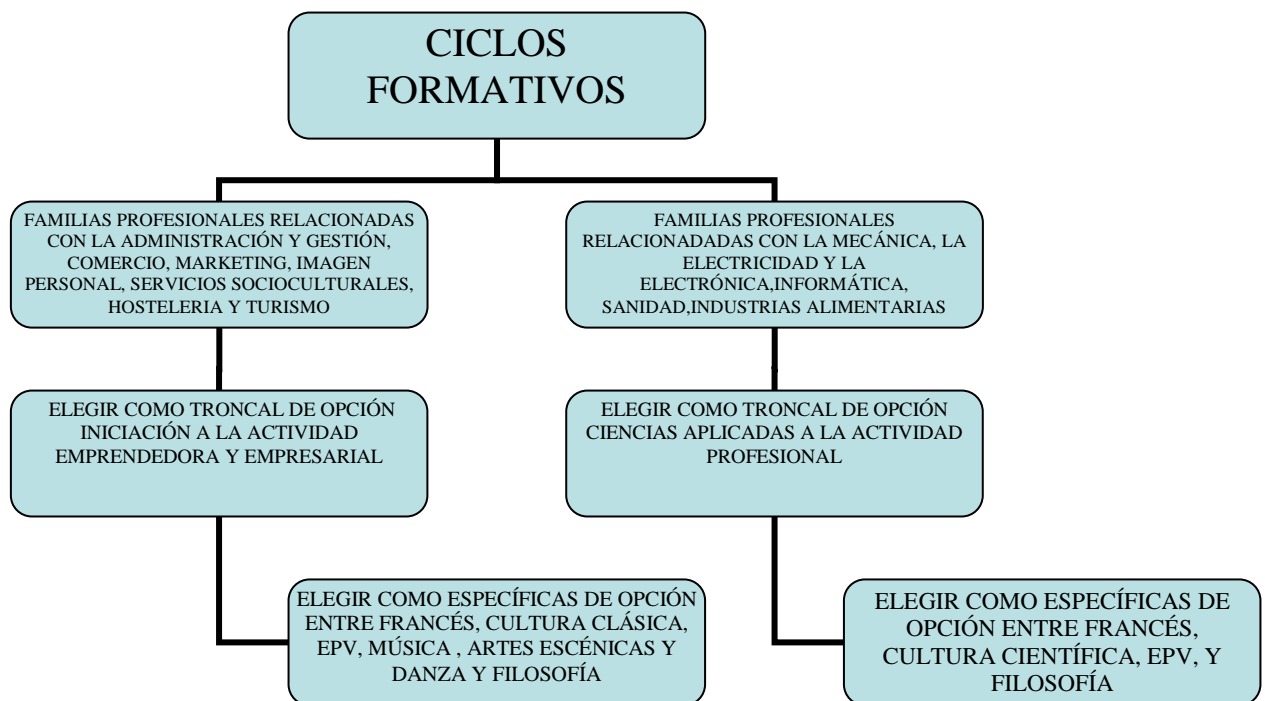 CICLOS
FORMATIVOS
FAMILIAS PROFESIONALES RELACIONADAS
CON LA ADMINISTRACIÓN Y GESTIÓN,
COMERCIO, MARKETING, IMAGEN
PERSONAL, SERVICIOS SOCIOCULTURALES,
HOSTELERIA Y TURISMO
FAMILIAS PROFESIONALES
RELACIONADADAS CON LA MECÁNICA, LA
ELECTRICIDAD Y LA
ELECTRÓNICA,INFORMÁTICA,
SANIDAD,INDUSTRIAS ALIMENTARIAS
ELEGIR COMO TRONCAL DE OPCIÓN
INICIACIÓN A LA ACTIVIDAD
EMPRENDEDORA Y EMPRESARIAL
ELEGIR COMO TRONCAL DE OPCIÓN
CIENCIAS APLICADAS A LA ACTIVIDAD
PROFESIONAL
ELEGIR COMO ESPECÍFICAS DE OPCIÓN
ENTRE FRANCÉS, CULTURA CLÁSICA,
EPV, MÚSICA , ARTES ESCÉNICAS Y
DANZA Y FILOSOFÍA
ELEGIR COMO ESPECÍFICAS DE
OPCIÓN ENTRE FRANCÉS,
CULTURA CIENTÍFICA, EPV, Y
FILOSOFÍA